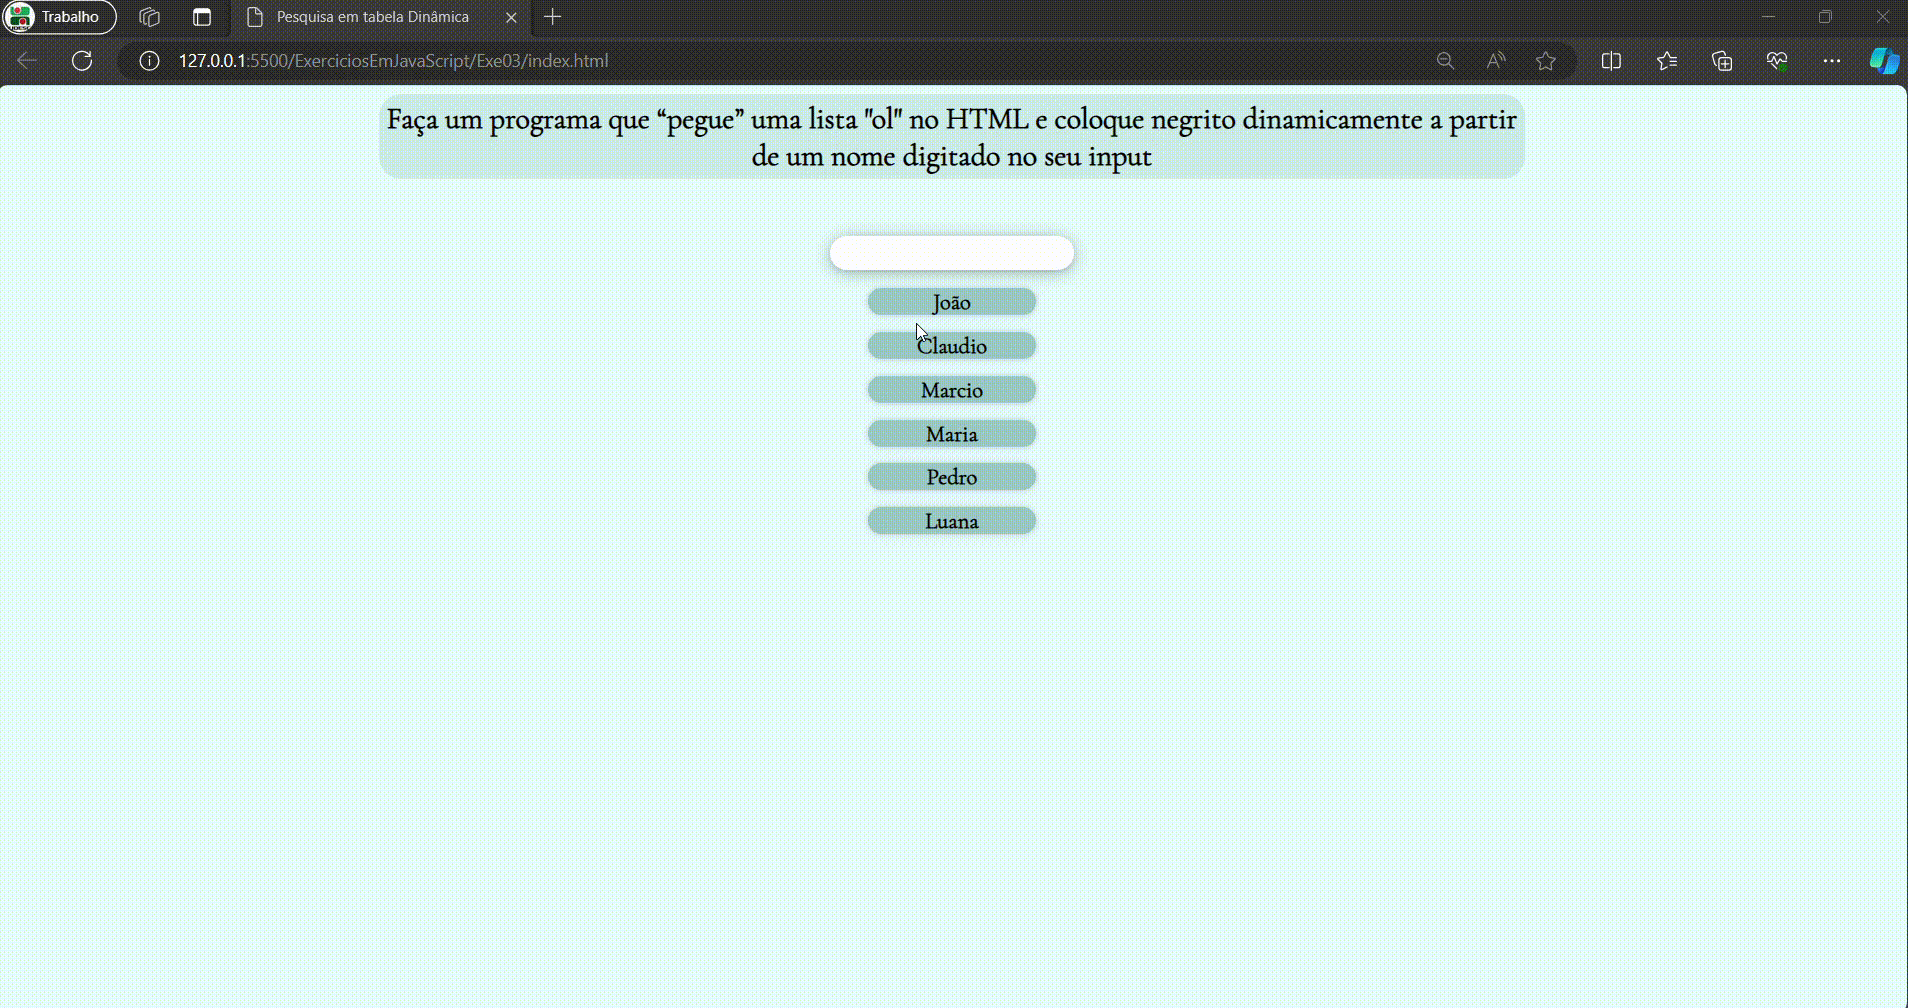 Trabalho
Pesquisa em tabela Dinâmica
127.0.0.1:5500/ExerciciosEmJavaScript/Exe03/index.html
Faça um programa que “pegue” uma lista "ol" no HTML e coloque negrito dinamicamente a partir
de um nome digitado no seu input
João
Claudio
Marcio
Maria
Pedro
Luana